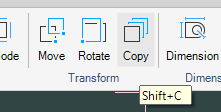 ode Move Rotate Copy Dimension
Transform Dimens
Shift+C